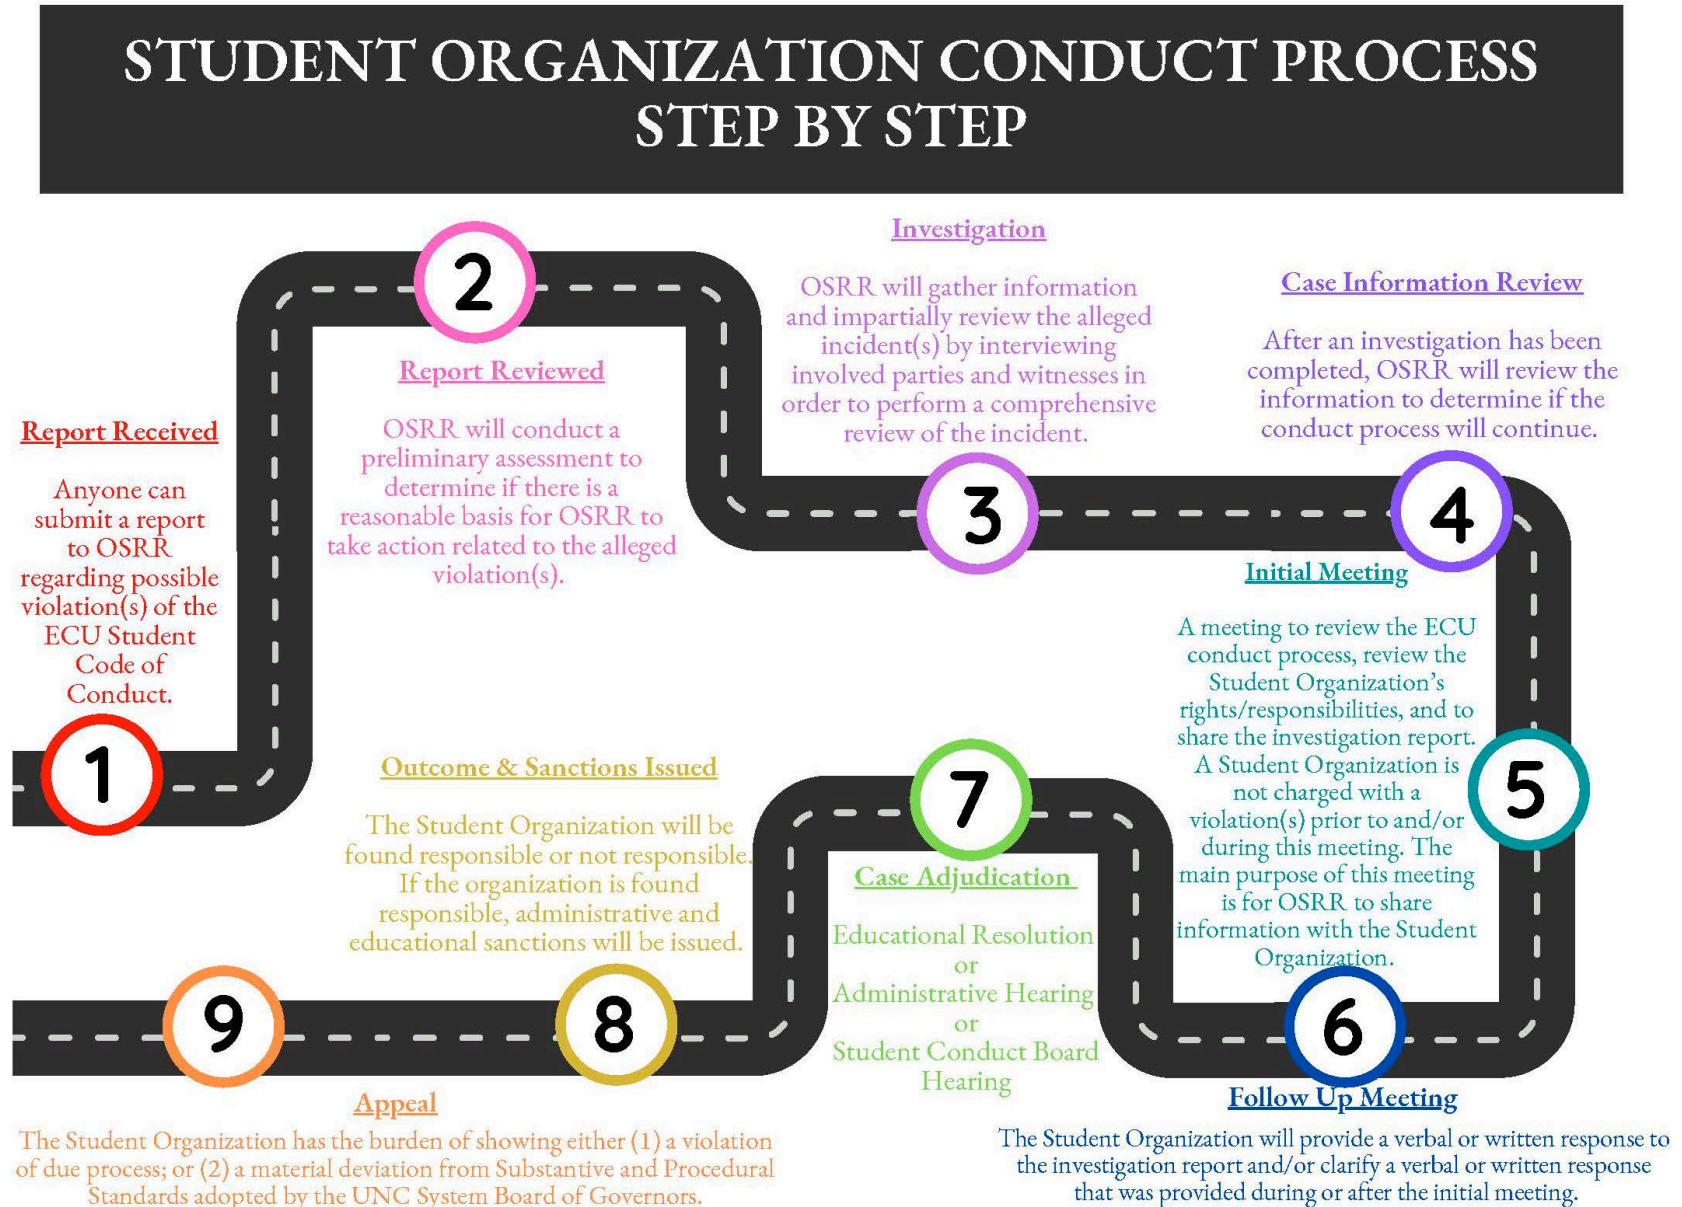 STUDENT ORGANIZATION CONDUCT PROCESS
STEP BY STEP
1
Report Received
Anyone can
submit a report
to OSRR
regarding possible
violation(s) of the
ECU Student
Code of
Conduct.
2
Report Reviewed
OSRR will conduct a
preliminary assessment to
determine if there is a
reasonable basis for OSRR to
take action related to the alleged
violation(s).
3
Investigation
OSRR will gather information
and impartially review the alleged
incident(s) by interviewing
involved parties and witnesses in
order to perform a comprehensive
review of the incident.
4
Case Information Review
After an investigation has been
completed, OSRR will review the
information to determine if the
conduct process will continue.
5
Initial Meeting
A meeting to review the ECU
conduct process, review the
Student Organization's
rights/responsibilities, and to
share the investigation report.
A Student Organization is
not charged with a
violation(s) prior to and/or
during this meeting. The
main purpose of this meeting
is for OSRR to share
information with the Student
Organization.
6
Follow Up Meeting
The Student Organization will provide a verbal or written response to
the investigation report and/or clarify a verbal or written response
that was provided during or after the initial meeting.
7
Case Adjudication
Educational Resolution
or
Administrative Hearing
or
Student Conduct Board
Hearing
8
Outcome & Sanctions Issued
The Student Organization will be
found responsible or not responsible.
If the organization is found
responsible, administrative and
educational sanctions will be issued.
9
Appeal
The Student Organization has the burden of showing either (1) a violation
of due process; or (2) a material deviation from Substantive and Procedural
Standards adopted by the UNC System Board of Governors.